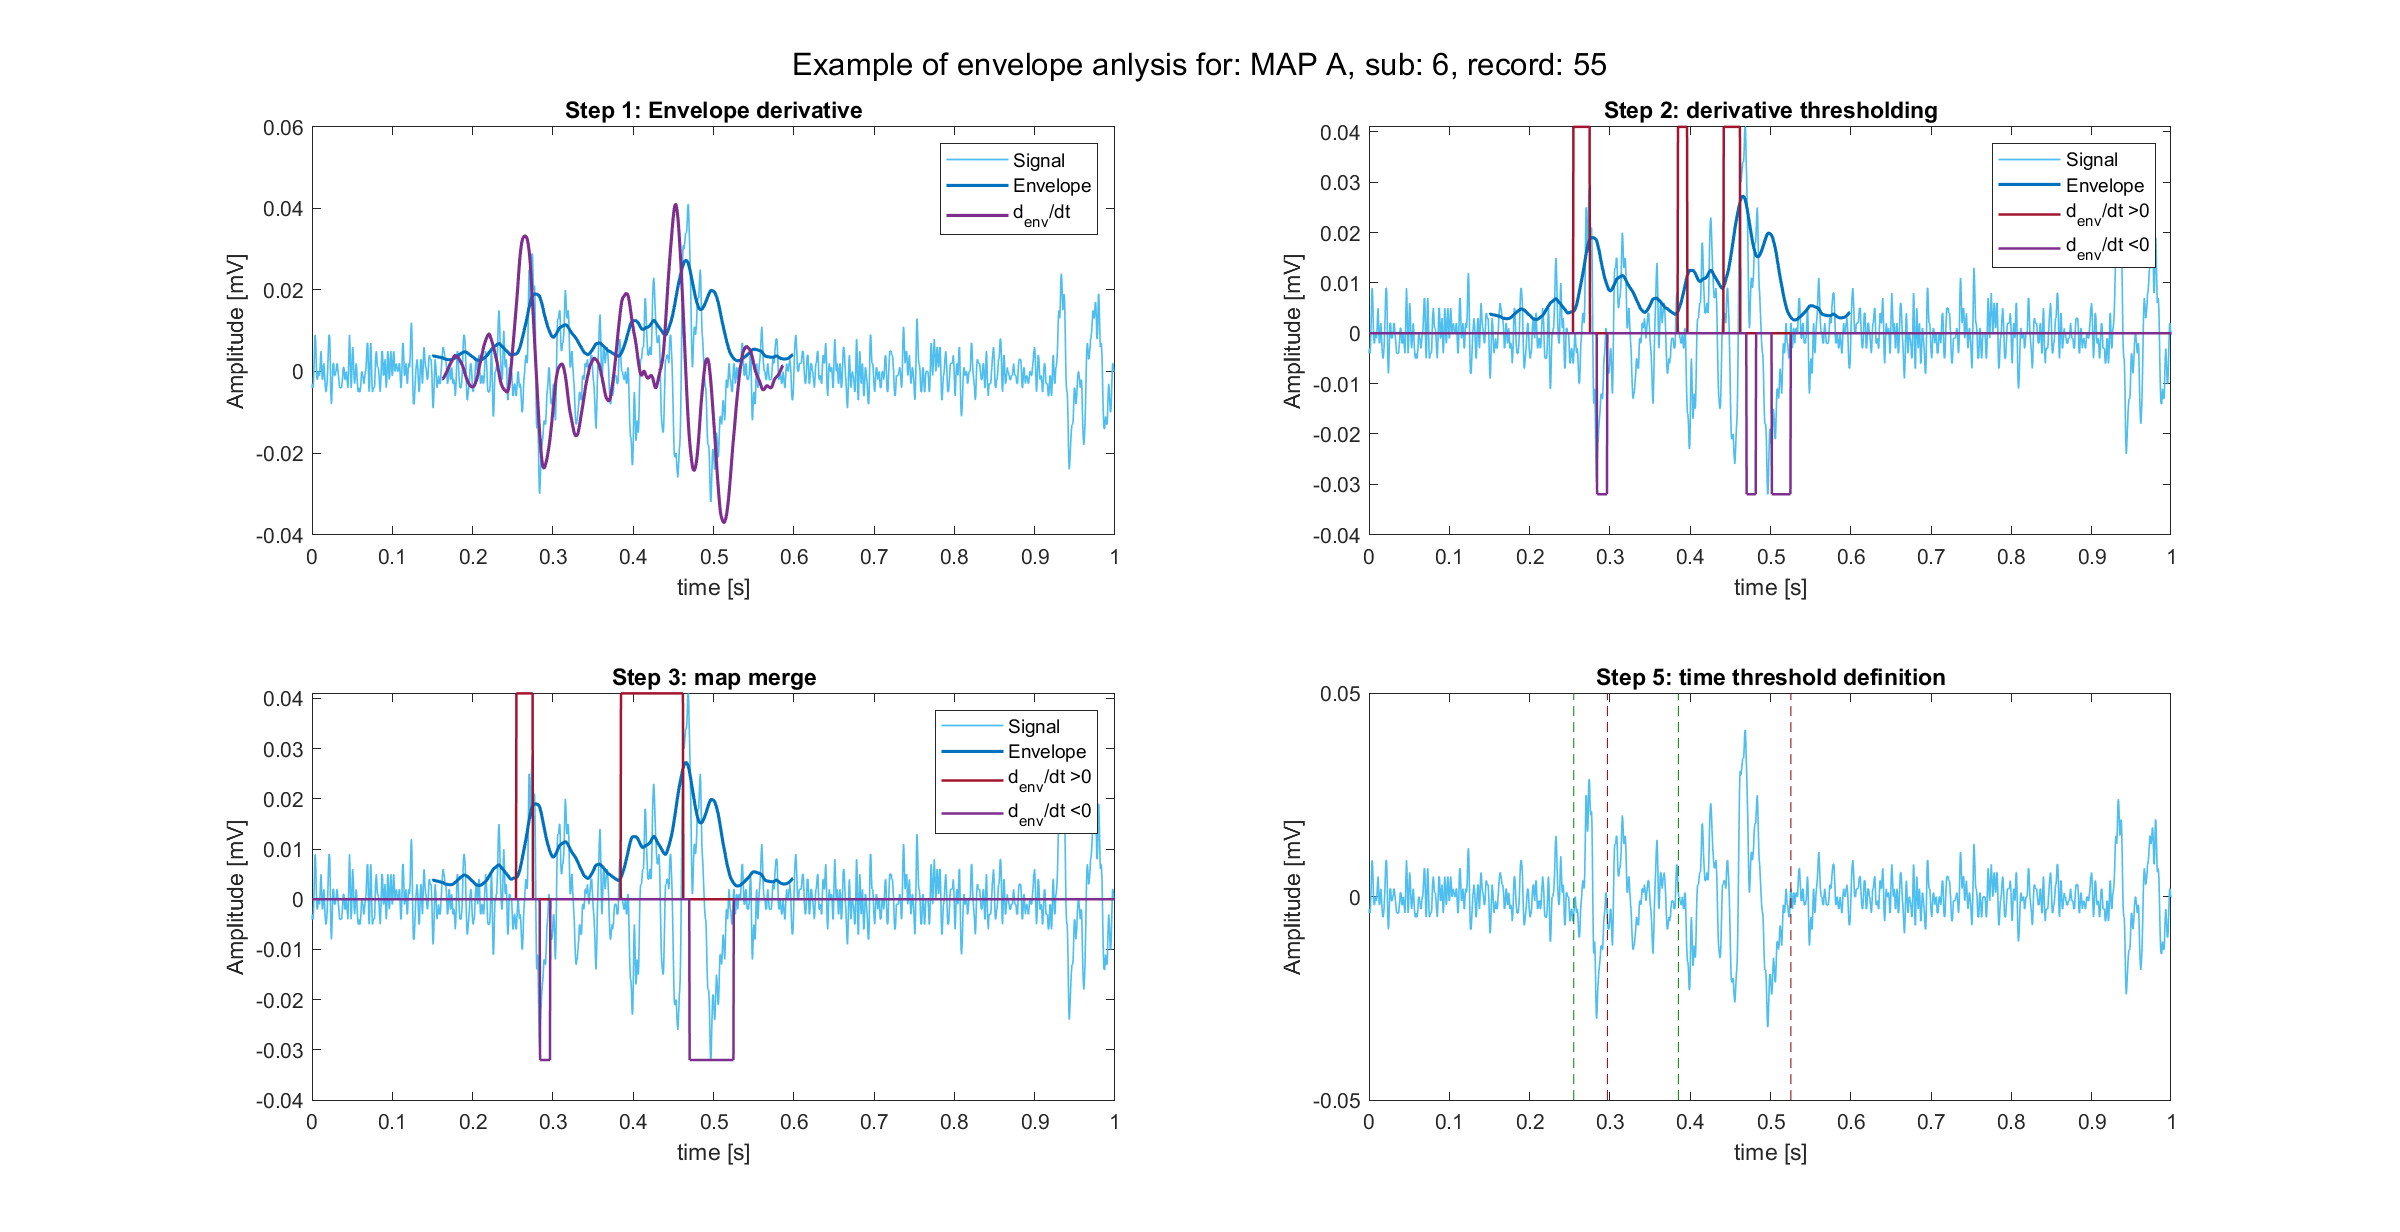 Example of envelope anlysis for: MAP A, sub: 6, record: 55
Step 1: Envelope derivative
0.06
0.04
0.02
0
-0.02
-0.04
Amplitude [mV]
0 0.1 0.2 0.3 0.4 0.5 0.6 0.7 0.8 0.9 1
time [s]
Signal
Envelope
d_env/dt
Step 2: derivative thresholding
0.04
0.03
0.02
0.01
0
-0.01
-0.02
-0.03
-0.04
Amplitude [mV]
0 0.1 0.2 0.3 0.4 0.5 0.6 0.7 0.8 0.9 1
time [s]
Signal
Envelope
d_env/dt >0
d_env/dt <0
Step 3: map merge
0.04
0.03
0.02
0.01
0
-0.01
-0.02
-0.03
-0.04
Amplitude [mV]
0 0.1 0.2 0.3 0.4 0.5 0.6 0.7 0.8 0.9 1
time [s]
Signal
Envelope
d_env/dt >0
d_env/dt <0
Step 5: time threshold definition
0.05
0
-0.05
Amplitude [mV]
0 0.1 0.2 0.3 0.4 0.5 0.6 0.7 0.8 0.9 1
time [s]